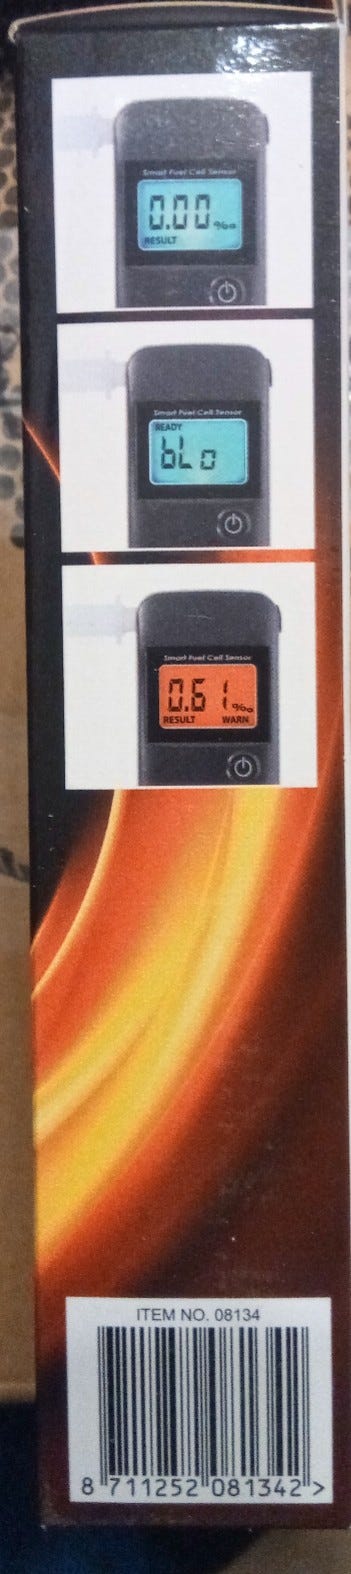 Smart Fuel Cell Sensor
0.00‰
RESULT
Smart Fuel Cell Sensor
READY
bLo
Smart Fuel Cell Sensor
0.61‰
RESULT WARN
ITEM NO. 08134
8 711252 081342 >